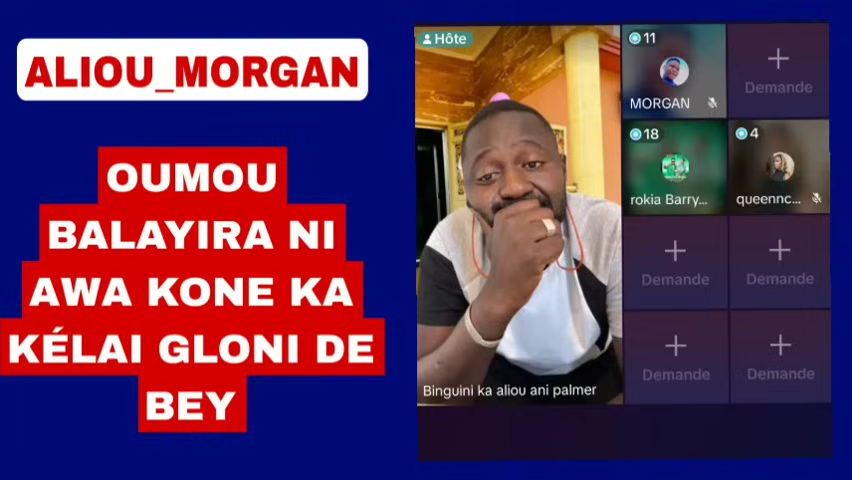 ALIOU_MORGAN
OUMOU
BALAYIRA NI
AWA KONE KA
KÉLAI GLONI DE
BEY
Hôte
11
MORGAN
Demande
18
rokia Barry...
4
queennc...
Demande
Demande
Demande
Demande
Binguini ka aliou ani palmer